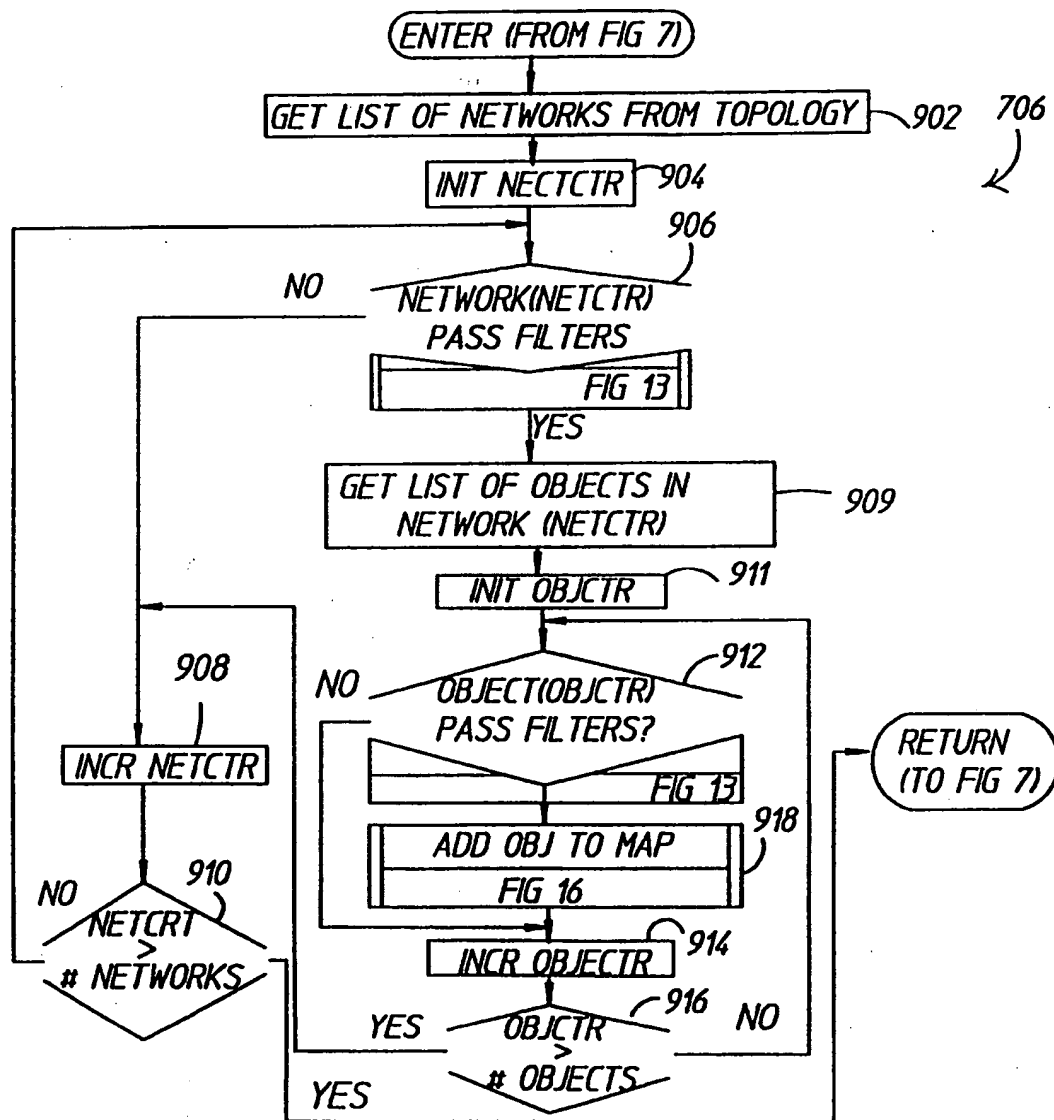 ENTER (FROM FIG 7)
GET LIST OF NETWORKS FROM TOPOLOGY
902
706
INIT NECTCTR
904
906
NO
NETWORK(NETCTR)
PASS FILTERS
FIG 13
YES
GET LIST OF OBJECTS IN
NETWORK (NETCTR)
909
INIT OBJCTR
911
912
NO
OBJECT(OBJCTR)
PASS FILTERS?
FIG 13
908
INCR NETCTR
RETURN
(TO FIG 7)
ADD OBJ TO MAP
FIG 16
918
910
NO
NETCRT
>
# NETWORKS
914
INCR OBJECTR
916
YES
OBJCTR
>
# OBJECTS
NO
YES